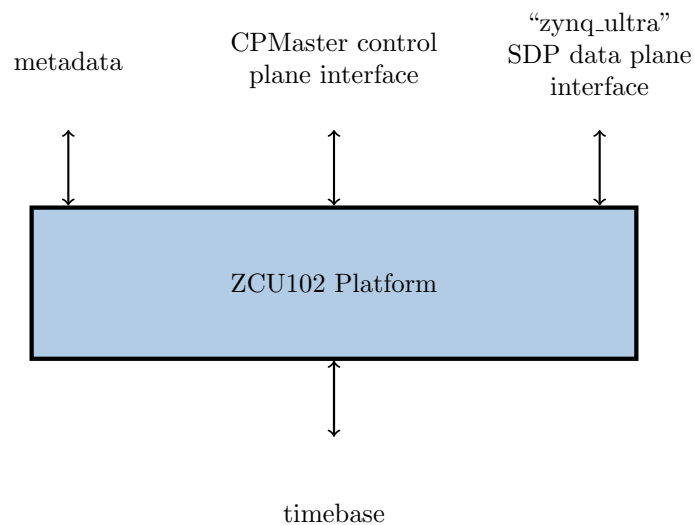 metadata
CPMaster control
plane interface
“zynq_ultra”
SDP data plane
interface
ZCU102 Platform
timebase